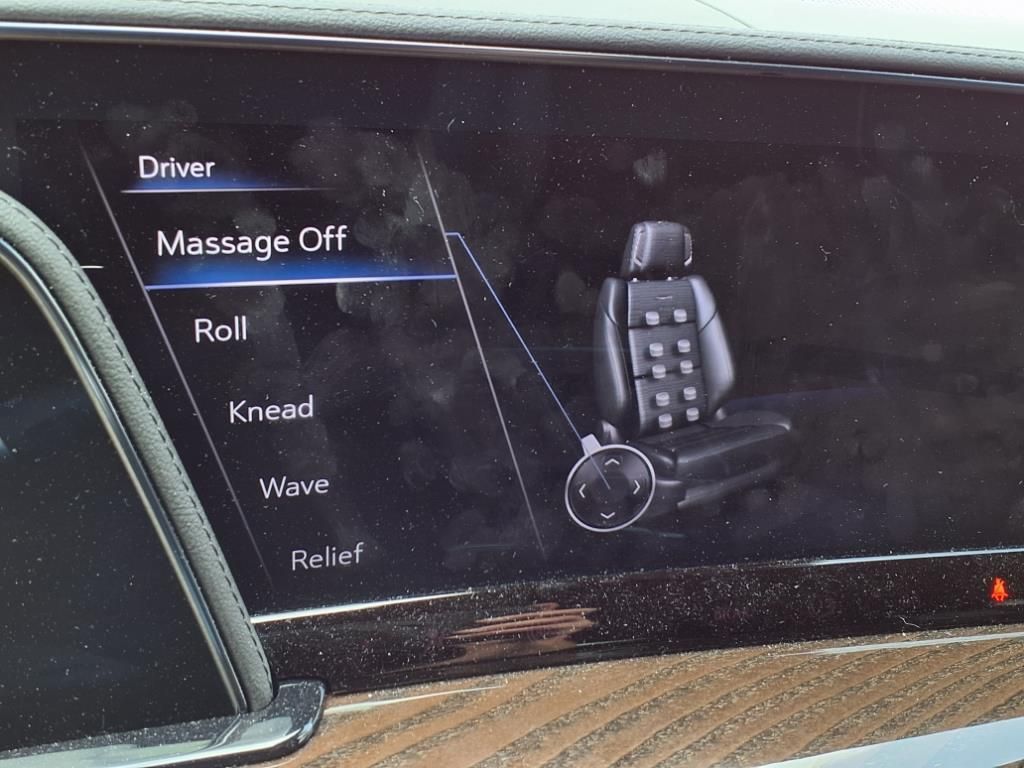 Driver
Massage Off
Roll
Knead
Wave
Relief